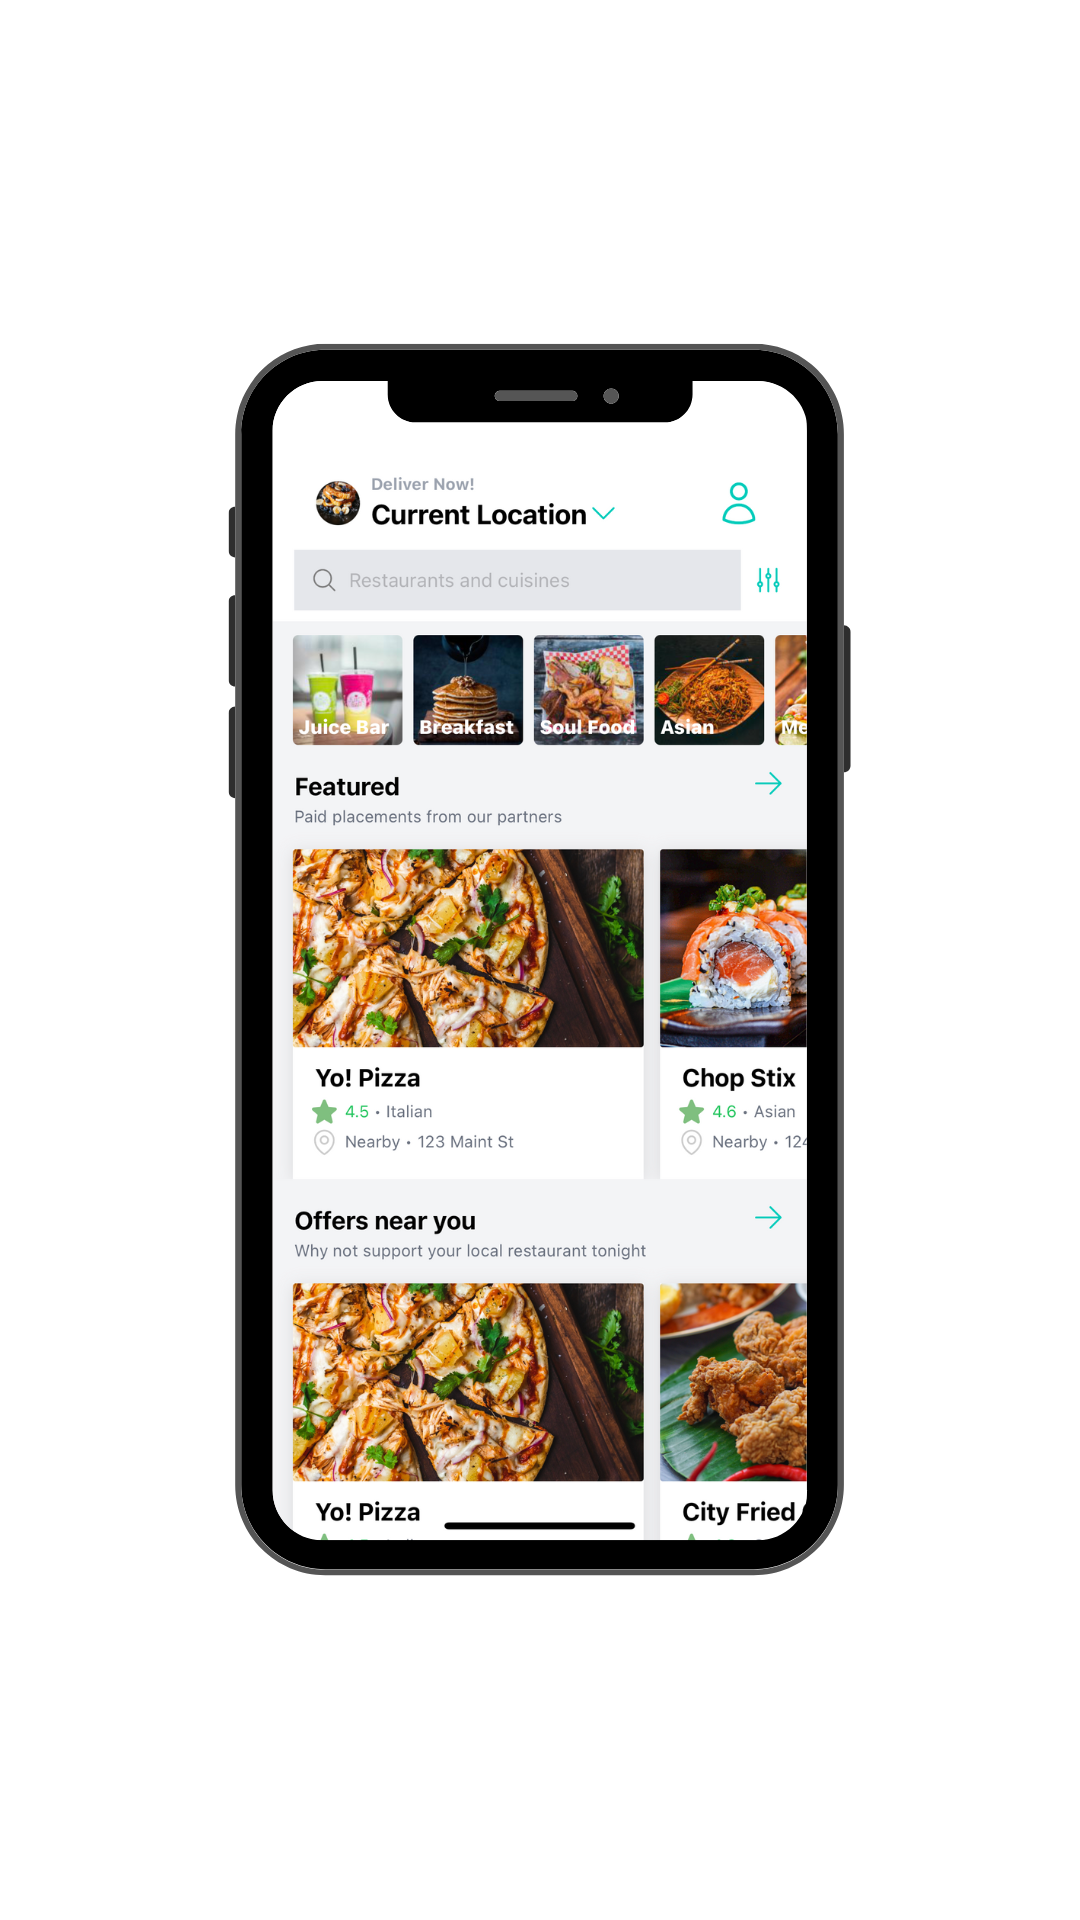 Deliver Now!
Current Location
Restaurants and cuisines
Juice Bar
Breakfast
Soul Food
Asian
Me
Featured
Paid placements from our partners
Yo! Pizza
4.5 • Italian
Nearby • 123 Maint St
Chop Stix
4.6 • Asian
Nearby • 124
Offers near you
Why not support your local restaurant tonight
Yo! Pizza
City Fried